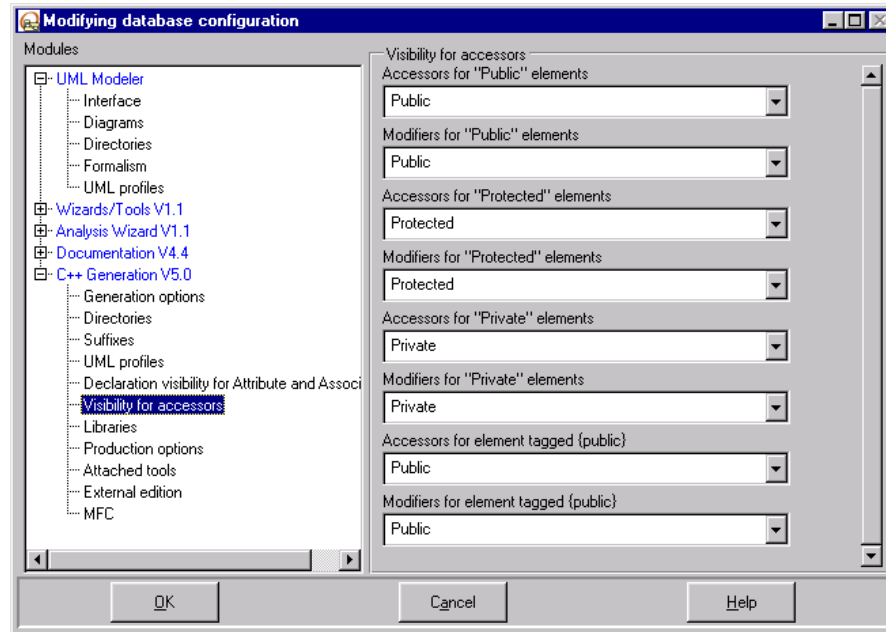 Modifying database configuration
Modules
UML Modeler
Interface
Diagrams
Directories
Formalism
UML profiles
Wizards/Tools V1.1
Analysis Wizard V1.1
Documentation V4.4
C++ Generation V5.0
Generation options
Directories
Suffixes
UML profiles
Declaration visibility for Attribute and Associ
Visibility for accessors
Libraries
Production options
Attached tools
External edition
MFC
Visibility for accessors
Accessors for "Public" elements
Public
Modifiers for "Public" elements
Public
Accessors for "Protected" elements
Protected
Modifiers for "Protected" elements
Protected
Accessors for "Private" elements
Private
Modifiers for "Private" elements
Private
Accessors for element tagged {public}
Public
Modifiers for element tagged {public}
Public
OK
Cancel
Help